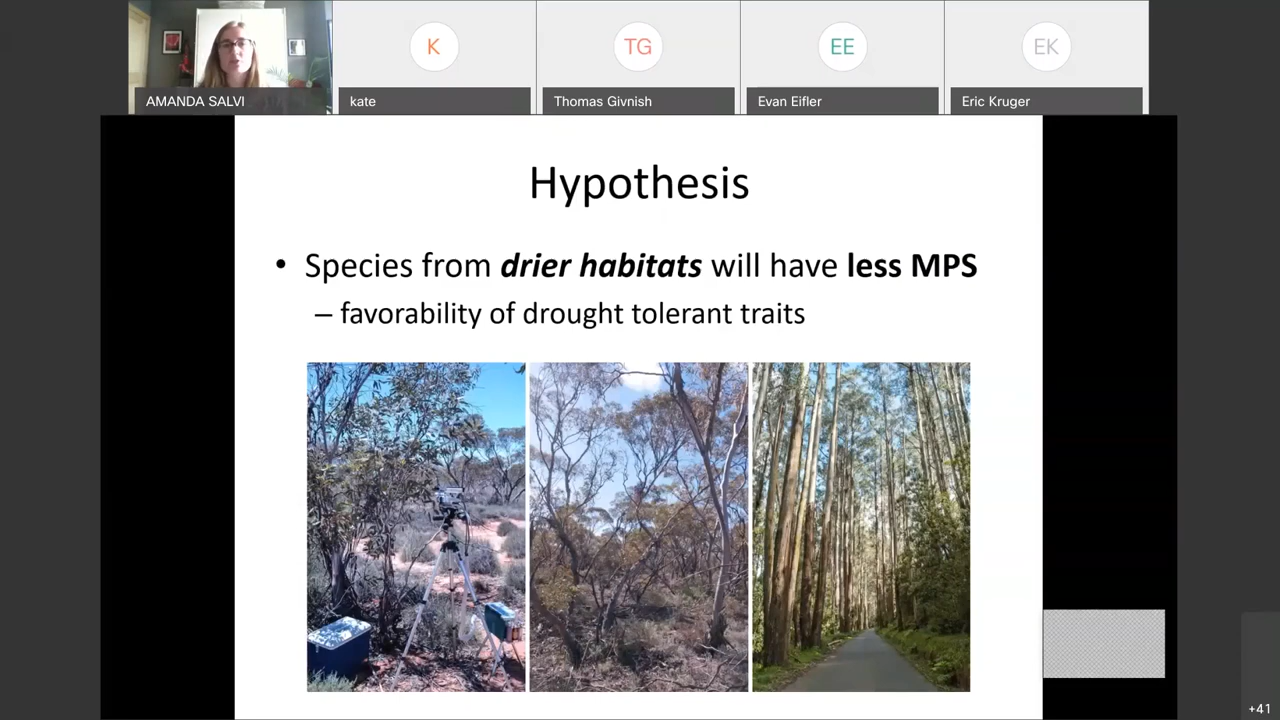 K
TG
EE
EK
AMANDA SALVI
kate
Thomas Givnish
Evan Eifler
Eric Kruger
Hypothesis
• Species from drier habitats will have less MPS
– favorability of drought tolerant traits
+41